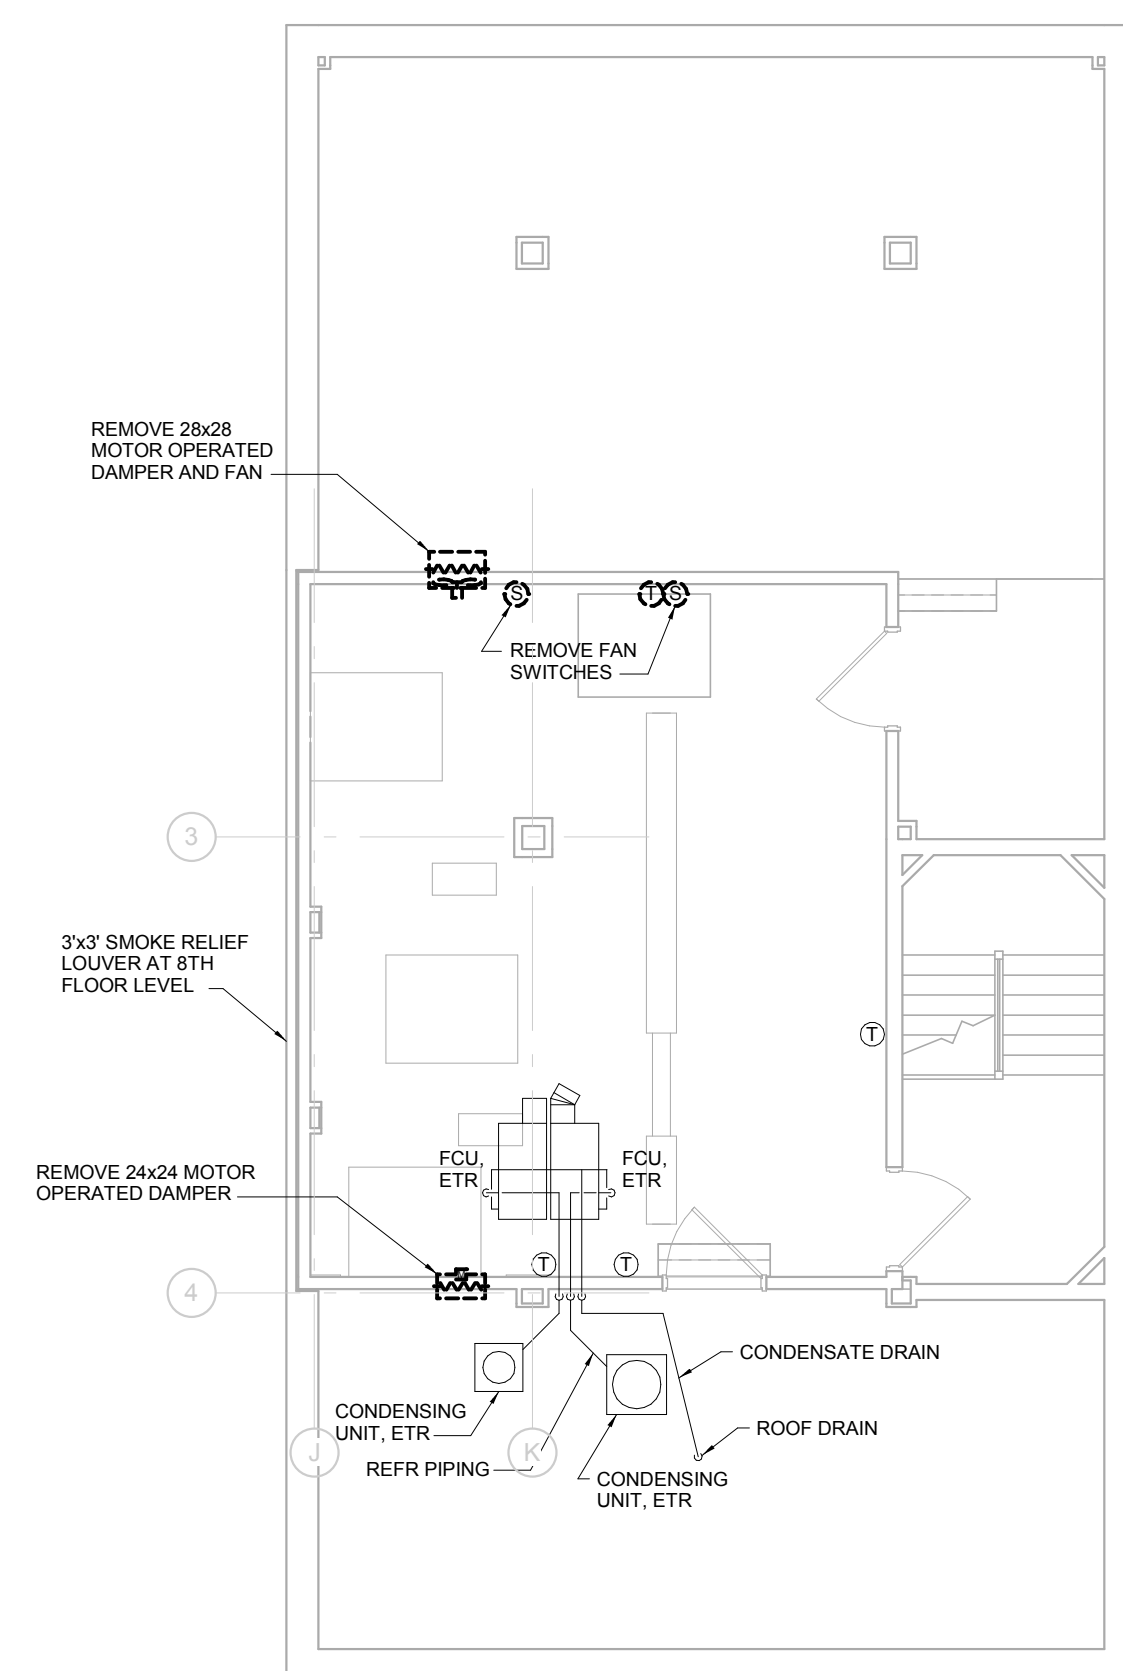 REMOVE 28x28
MOTOR OPERATED
DAMPER AND FAN
S
T
S
REMOVE FAN
SWITCHES
3
3'x3' SMOKE RELIEF
LOUVER AT 8TH
FLOOR LEVEL
T
FCU,
ETR
FCU,
ETR
REMOVE 24x24 MOTOR
OPERATED DAMPER
T
T
M
4
CONDENSATE DRAIN
CONDENSING
UNIT, ETR
ROOF DRAIN
J
K
REFR PIPING
CONDENSING
UNIT, ETR